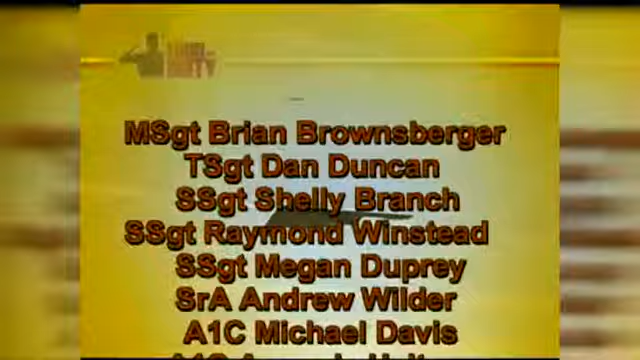 MSgt Brian Brownsberger
TSgt Dan Duncan
SSgt Shelly Branch
SSgt Raymond Winstead
SSgt Megan Duprey
SrA Andrew Wilder
A1C Michael Davis
A1C